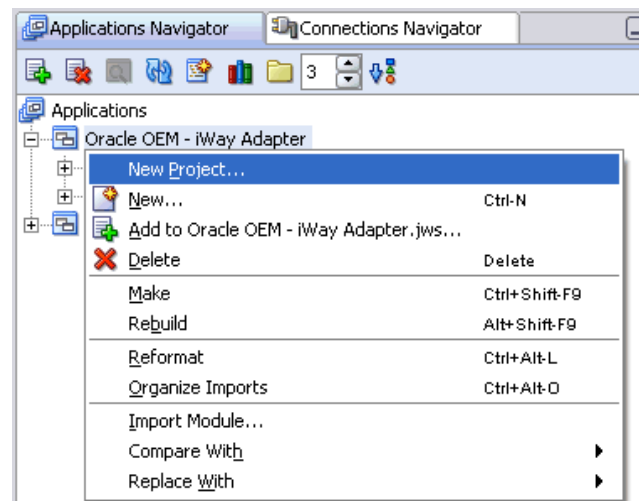 Applications Navigator Connections Navigator
3
Applications
Oracle OEM - iWay Adapter
New Project...
New... Ctrl-N
Add to Oracle OEM - iWay Adapter.jws...
Delete Delete
Make Ctrl+Shift-F9
Rebuild Alt+Shift-F9
Reformat Ctrl+Alt-L
Organize Imports Ctrl+Alt-O
Import Module...
Compare With
Replace With